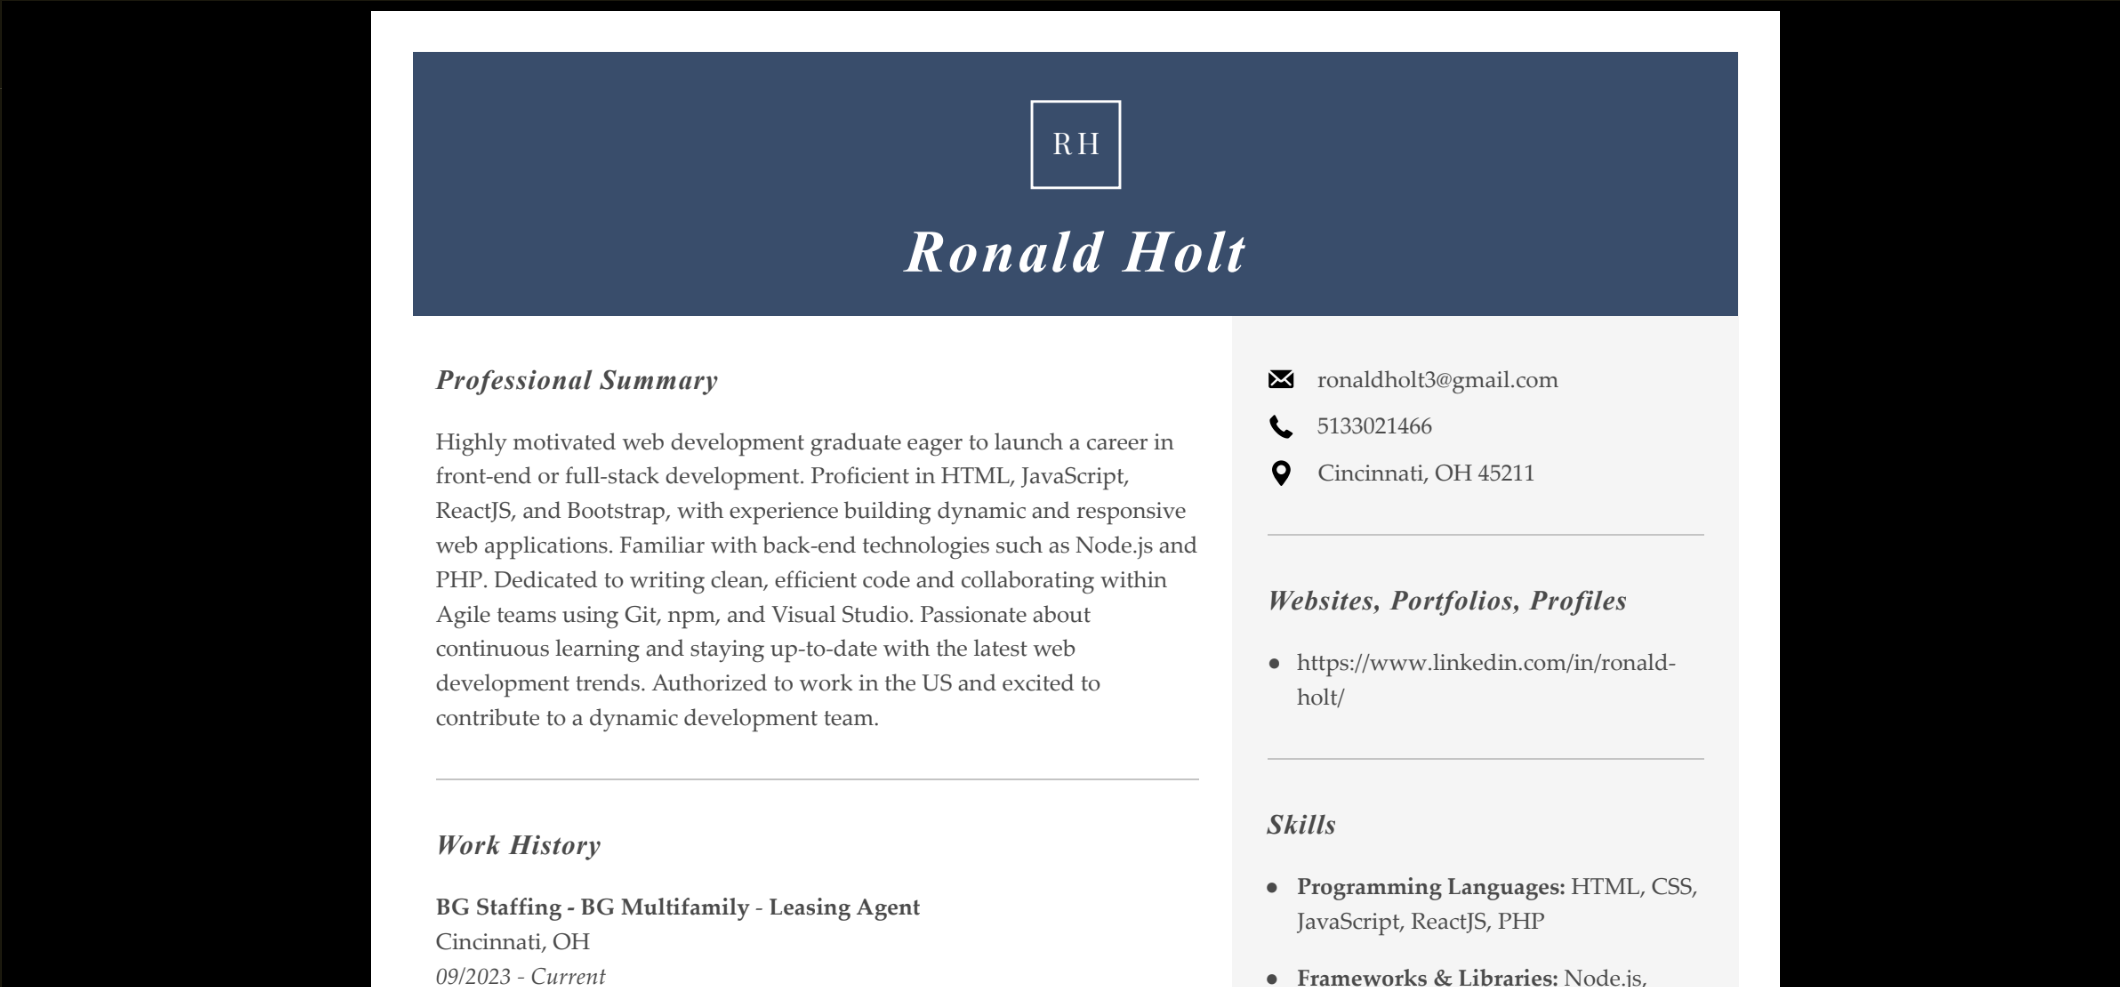 RH
Ronald Holt
Professional Summary
Highly motivated web development graduate eager to launch a career in
front-end or full-stack development. Proficient in HTML, JavaScript,
ReactJS, and Bootstrap, with experience building dynamic and responsive
web applications. Familiar with back-end technologies such as Node.js and
PHP. Dedicated to writing clean, efficient code and collaborating within
Agile teams using Git, npm, and Visual Studio. Passionate about
continuous learning and staying up-to-date with the latest web
development trends. Authorized to work in the US and excited to
contribute to a dynamic development team.
Work History
BG Staffing - BG Multifamily - Leasing Agent
Cincinnati, OH
09/2023 - Current
ronaldholt3@gmail.com
5133021466
Cincinnati, OH 45211
Websites, Portfolios, Profiles
• https://www.linkedin.com/in/ronald-
holt/
Skills
• Programming Languages: HTML, CSS,
JavaScript, ReactJS, PHP
• Frameworks & Libraries: Node.js,